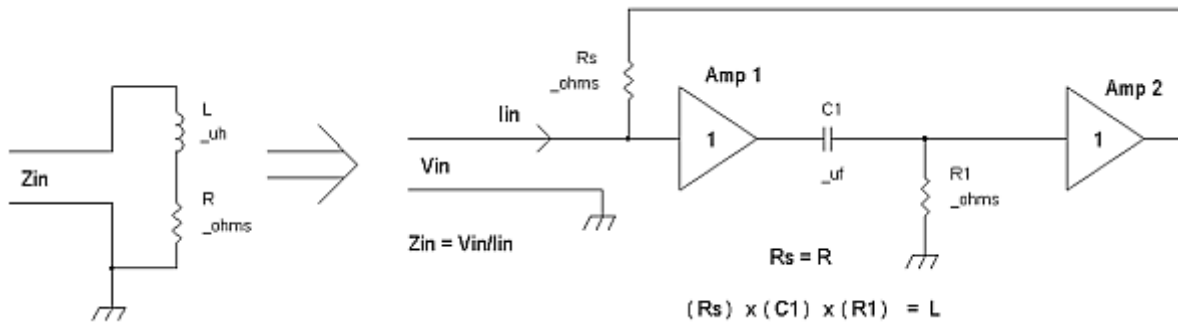 L
_uh
Zin
R
_ohms
Rs
_ohms
Amp 1
Amp 2
Iin
1
C1
1
Vin
_uf
R1
_ohms
Zin = Vin/Iin
Rs = R
(Rs) x (C1) x (R1) = L